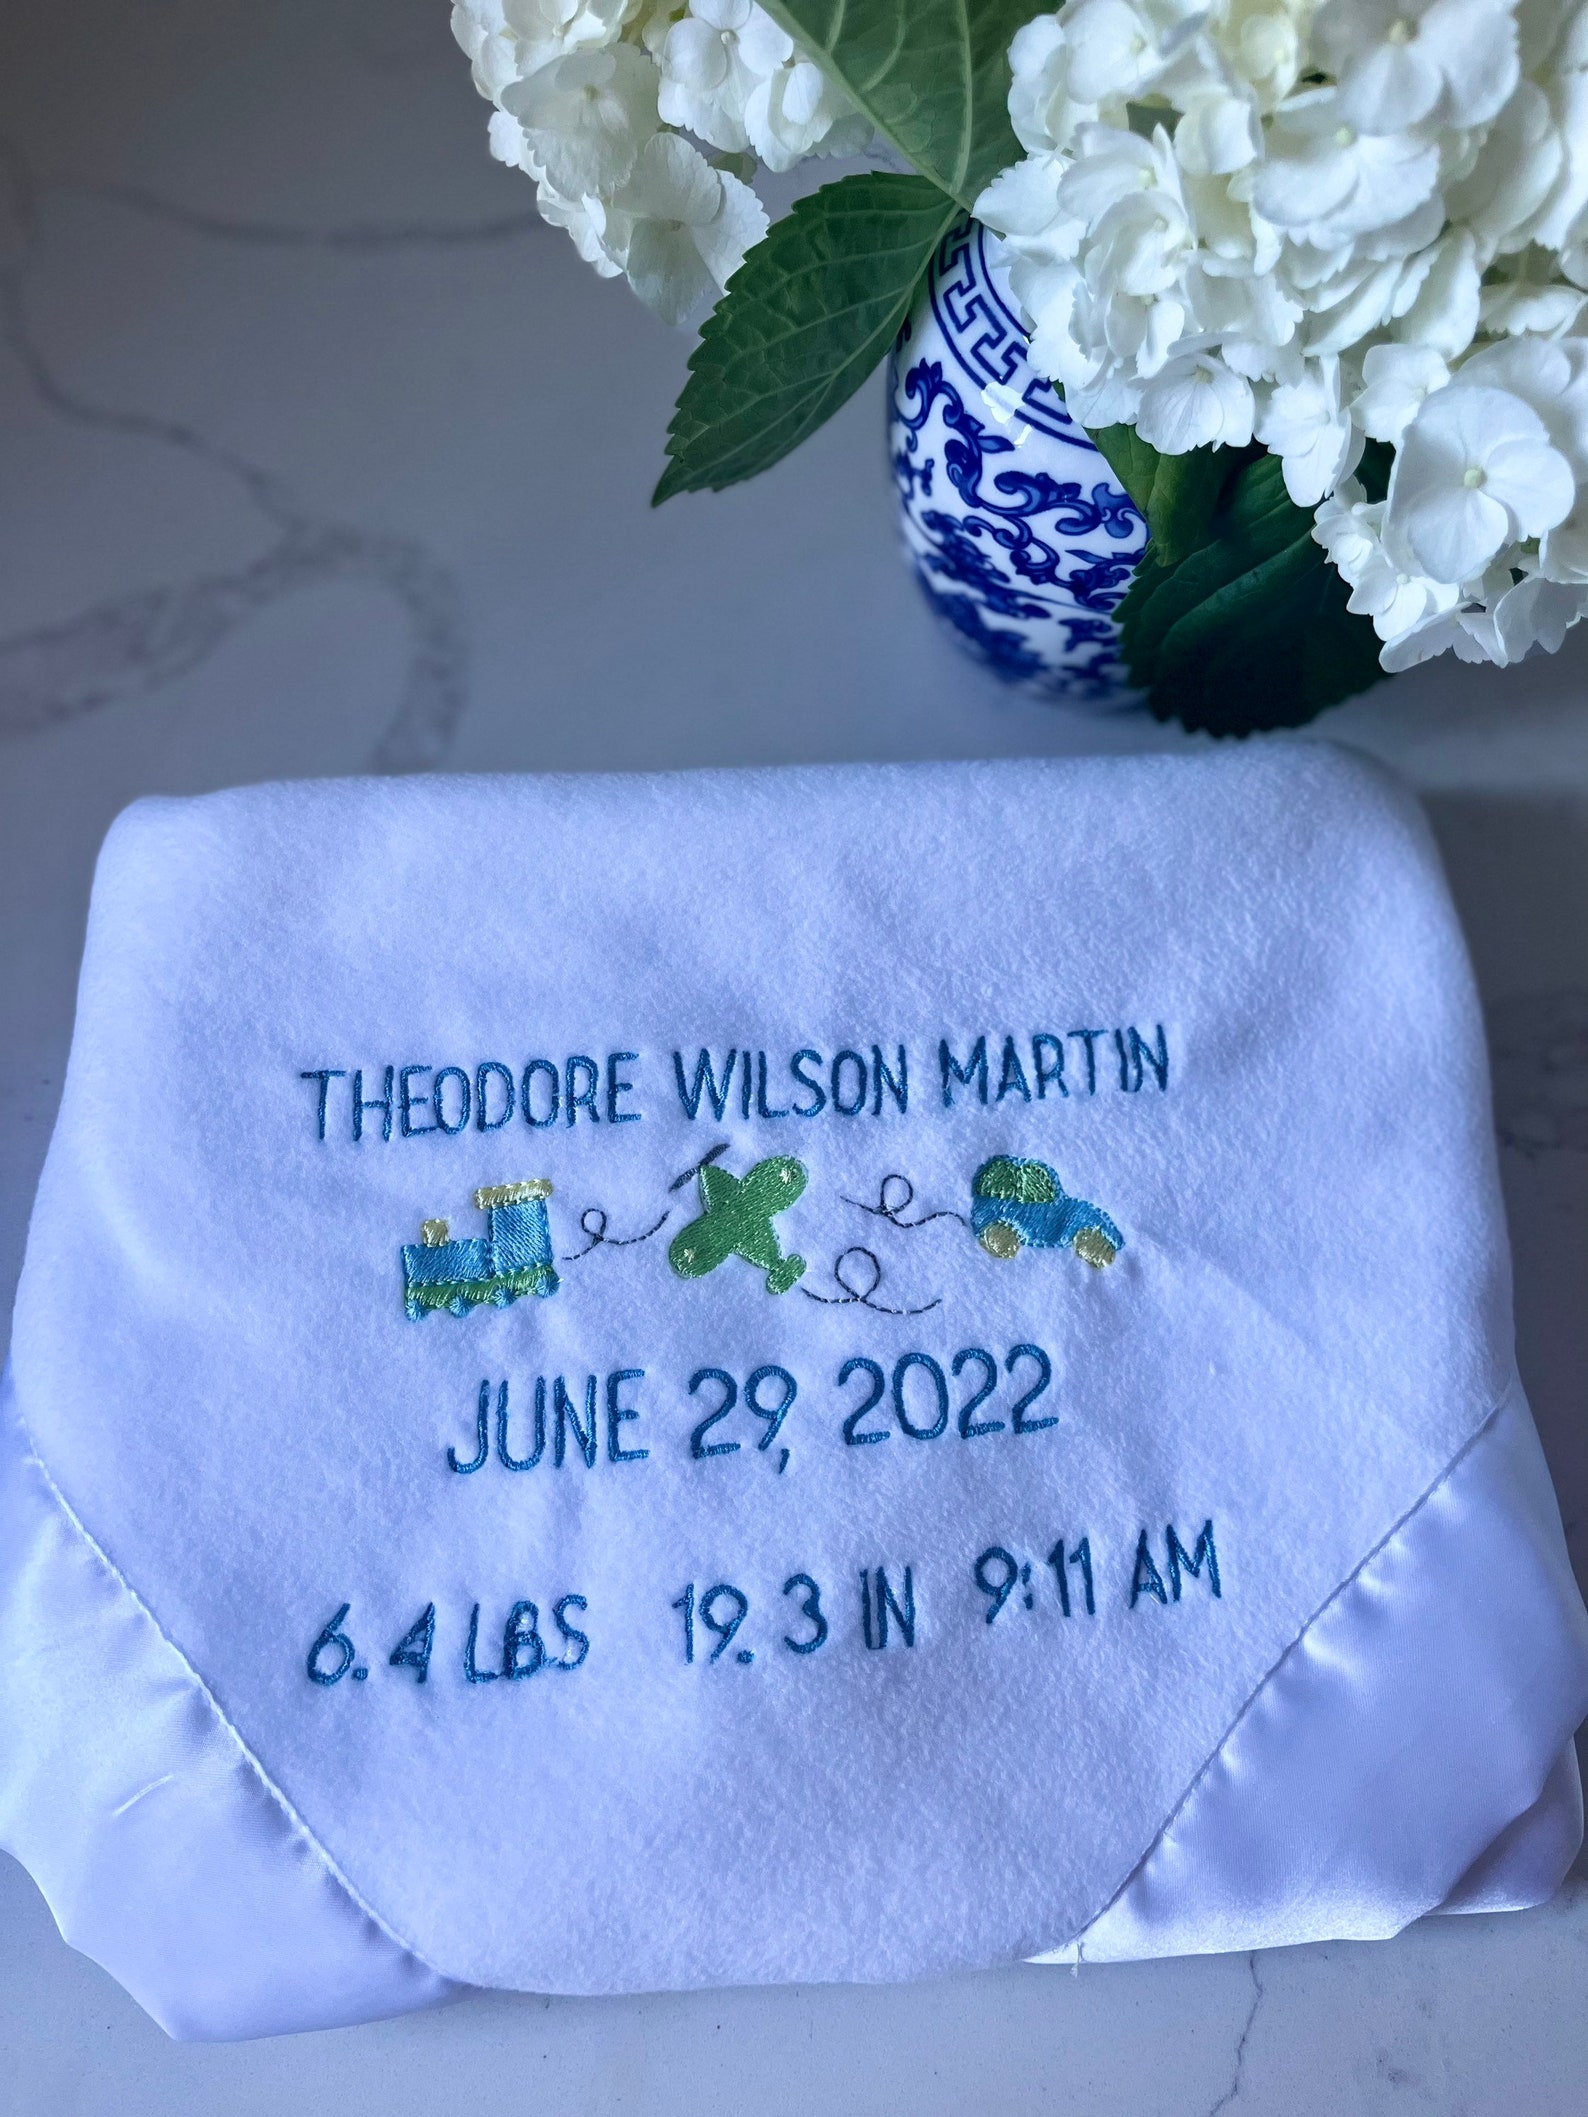 THEODORE WILSON MARTIN
JUNE 29, 2022
6.4 LBS 19.3 IN 9:11 AM